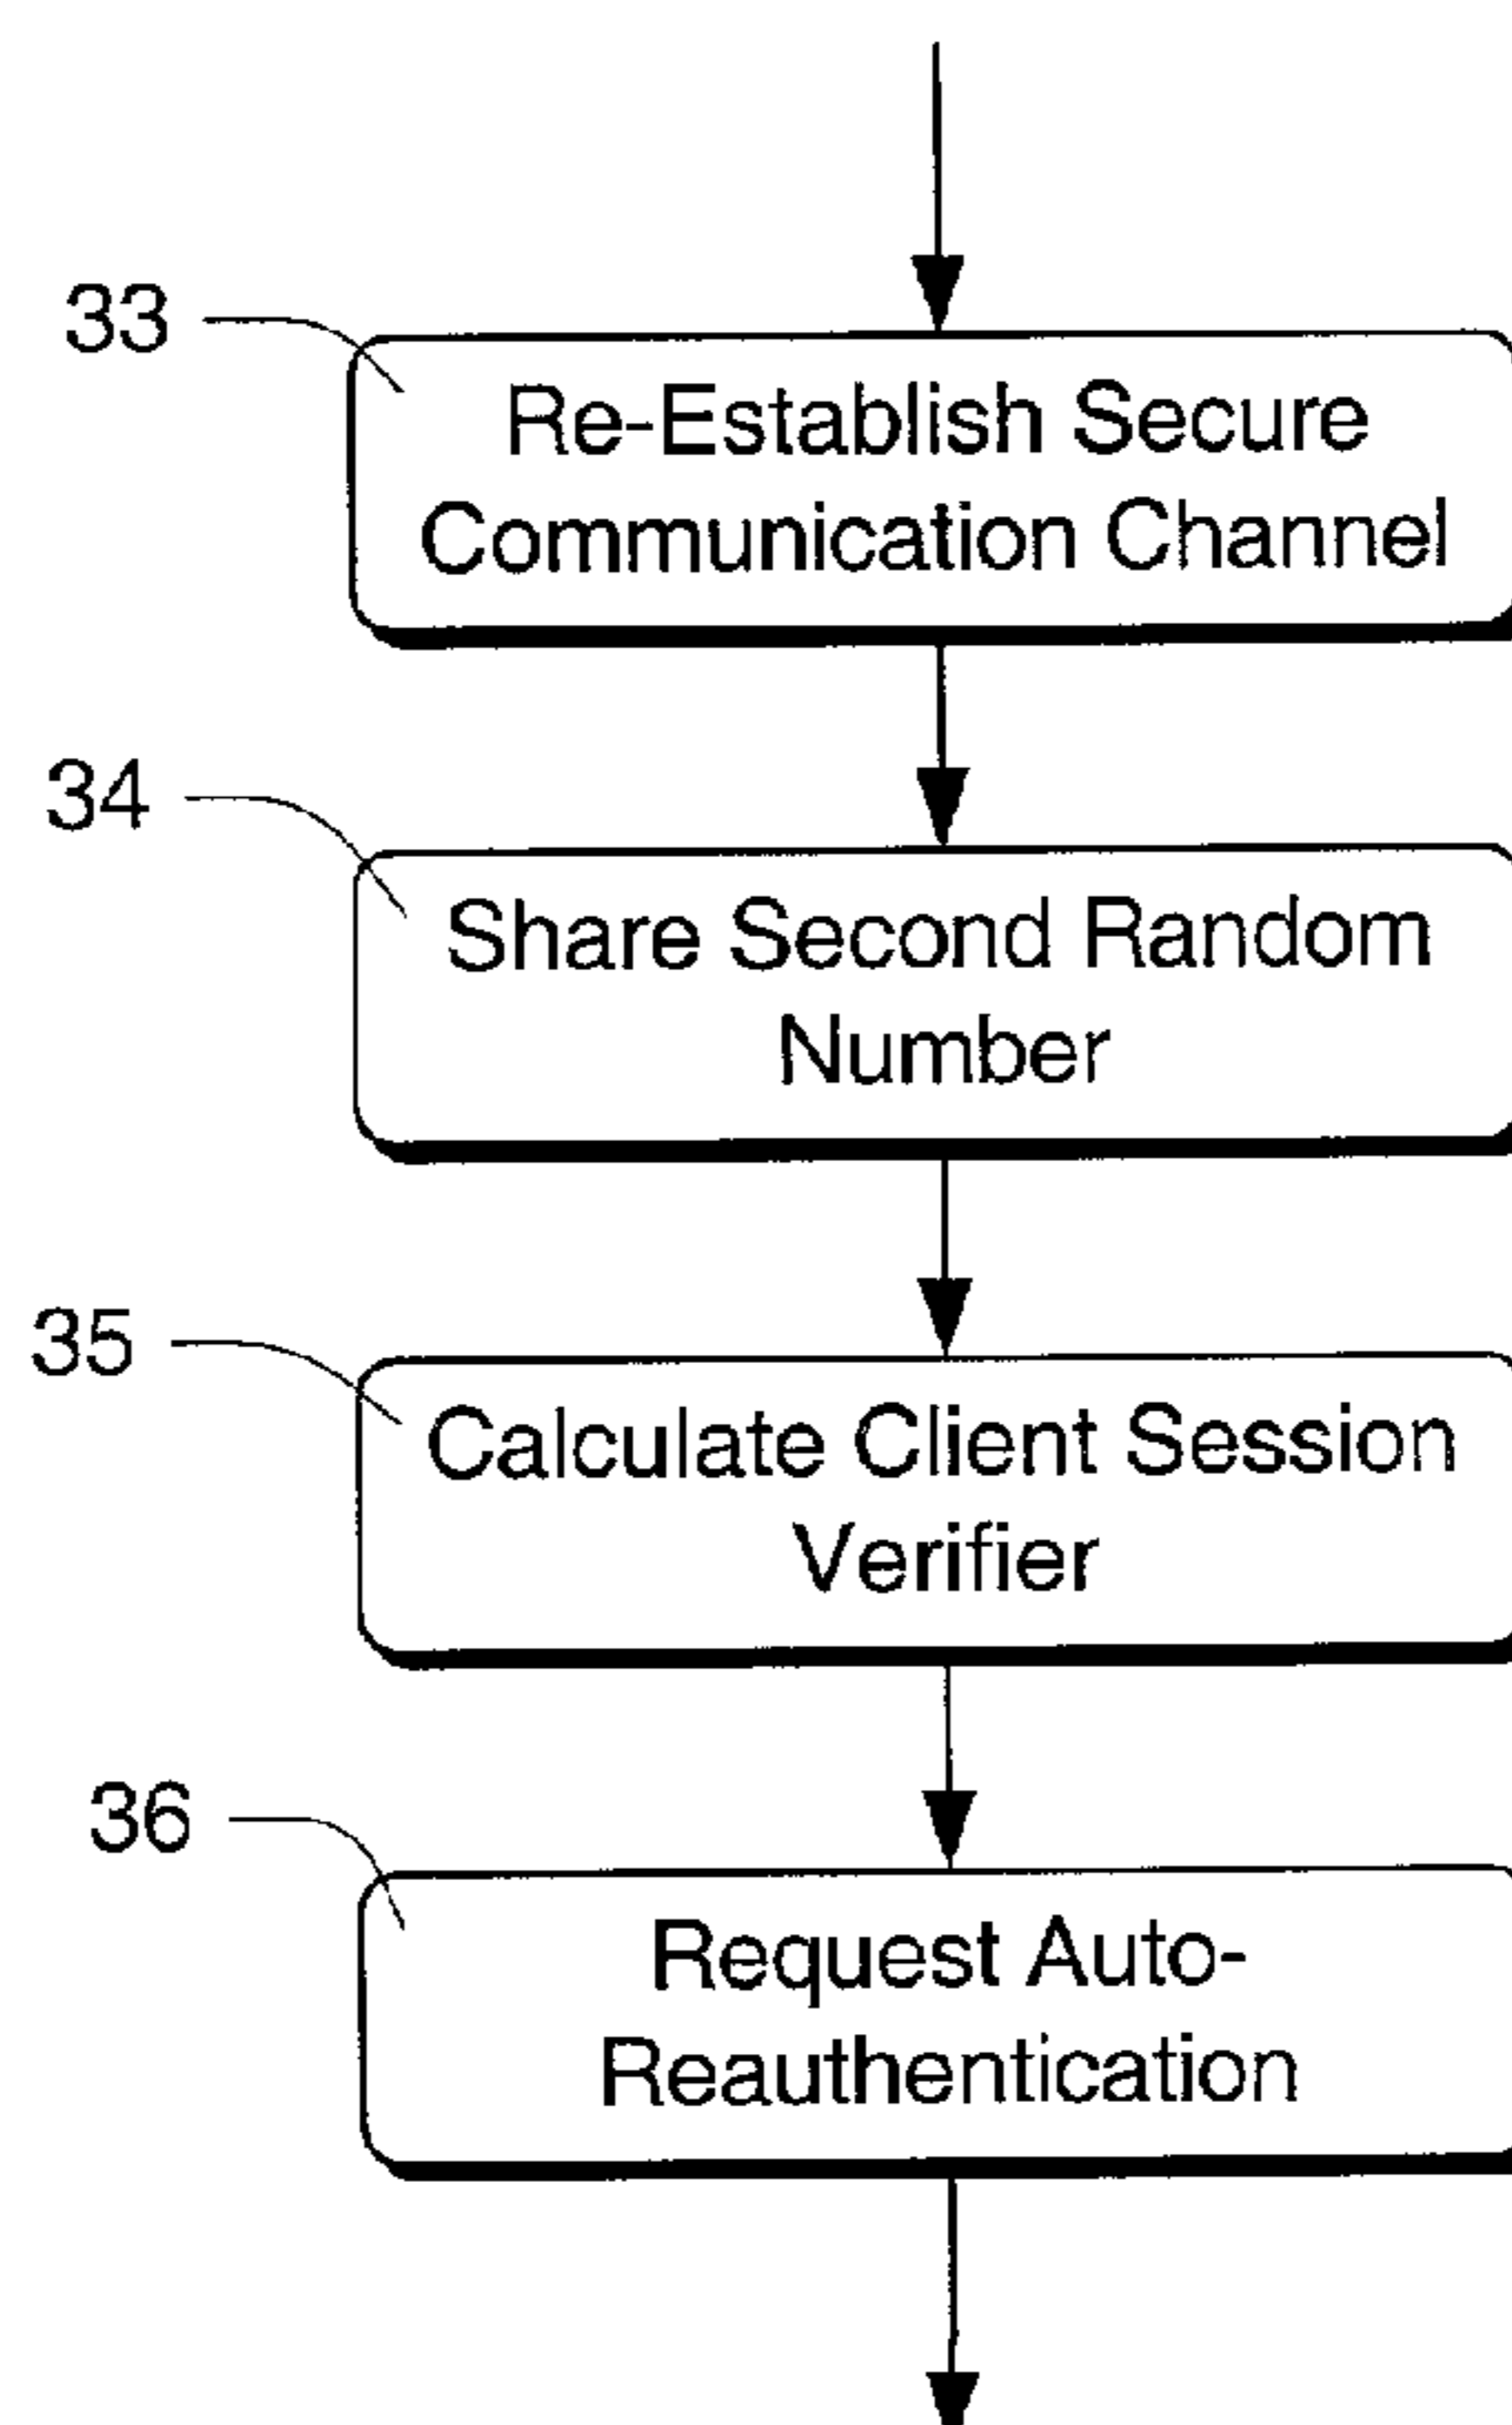 33
Re-Establish Secure
Communication Channel
34
Share Second Random
Number
35
Calculate Client Session
Verifier
36
Request Auto-
Reauthentication